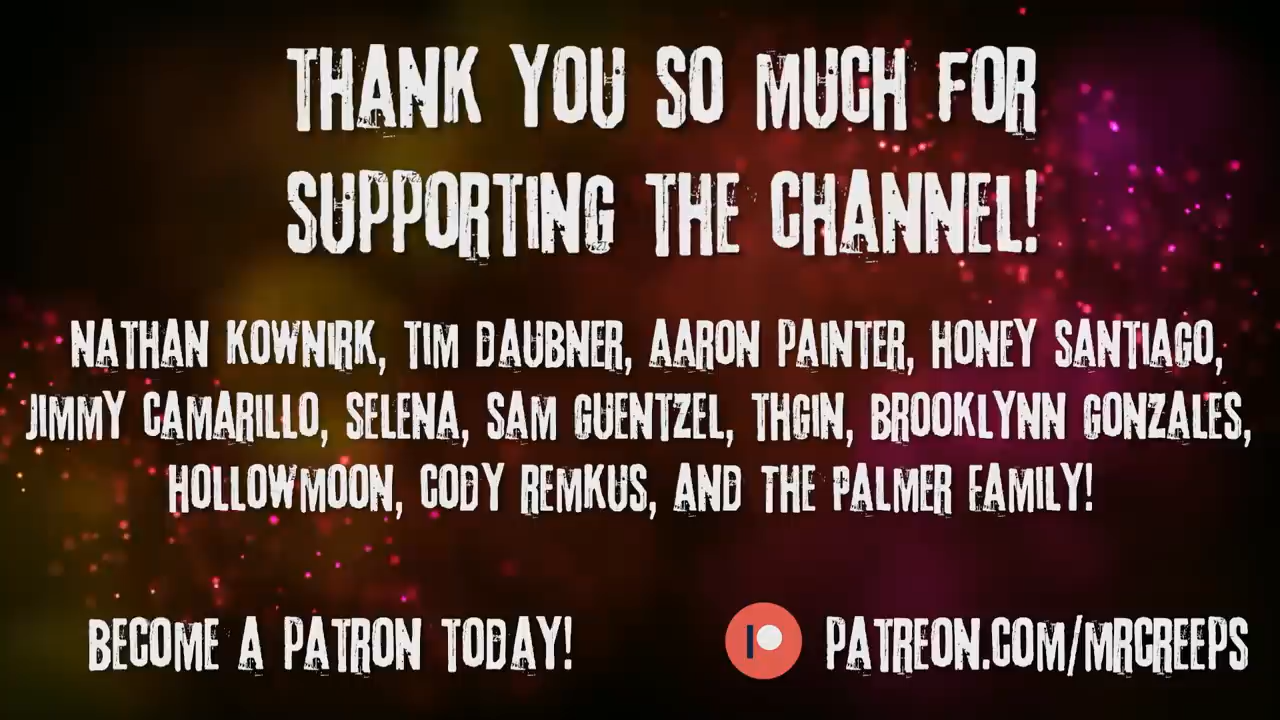 THANK YOU SO MUCH FOR
SUPPORTING THE CHANNEL!
NATHAN KOWNIRK, TIM DAUBNER, AARON PAINTER, HONEY SANTIAGO,
JIMMY CAMARILLO, SELENA, SAM GUENTZEL, THGIN, BROOKLYNN GONZALES,
HOLLOWMOON, CODY REMKUS, AND THE PALMER FAMILY!
BECOME A PATRON TODAY!
PATREON.COM/MRCREEPS